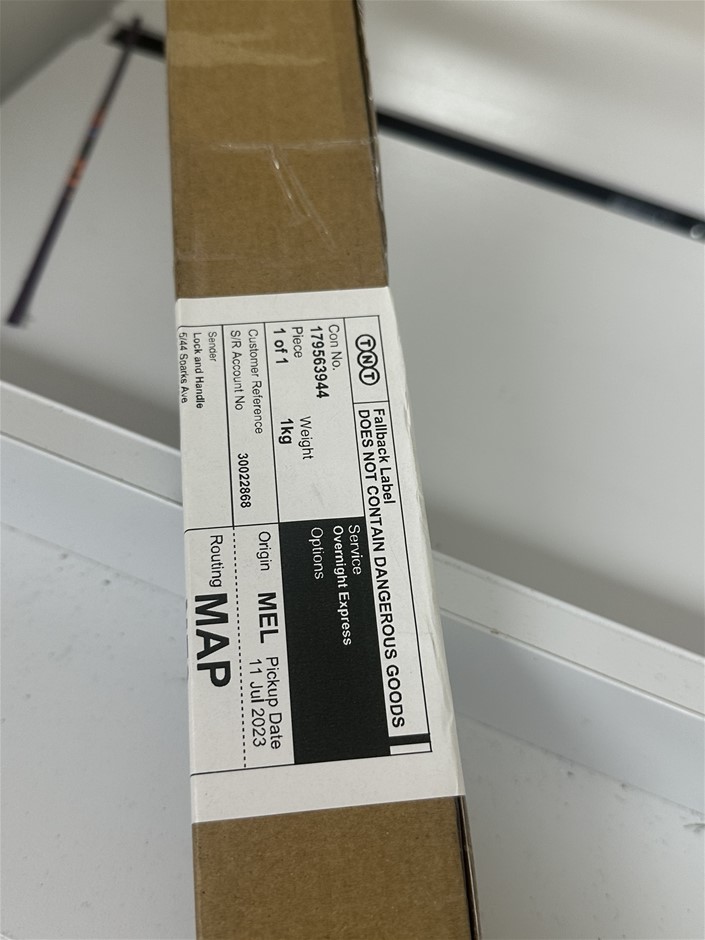 TNT
Fallback Label
DOES NOT CONTAIN DANGEROUS GOODS
Con No.
179563944
Piece Weight
1 of 1 1kg
Service
Overnight Express
Options
Customer Reference
S/R Account No 30022868
Origin MEL Pickup Date
11 Jul 2023
Sender
Lock and Handle
5/44 Sparks Ave
Routing MAP